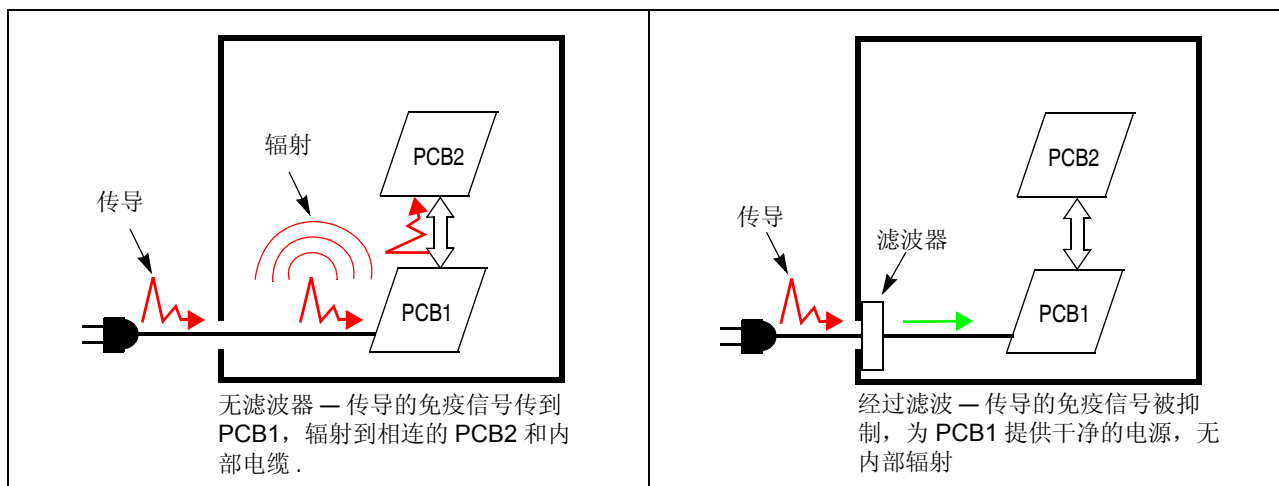 辐射
PCB2
传导
PCB1
无滤波器 — 传导的免疫信号传到
PCB1，辐射到相连的 PCB2 和内
部电缆 .
PCB2
传导
滤波器
PCB1
经过滤波 — 传导的免疫信号被抑
制，为 PCB1 提供干净的电源，无
内部辐射